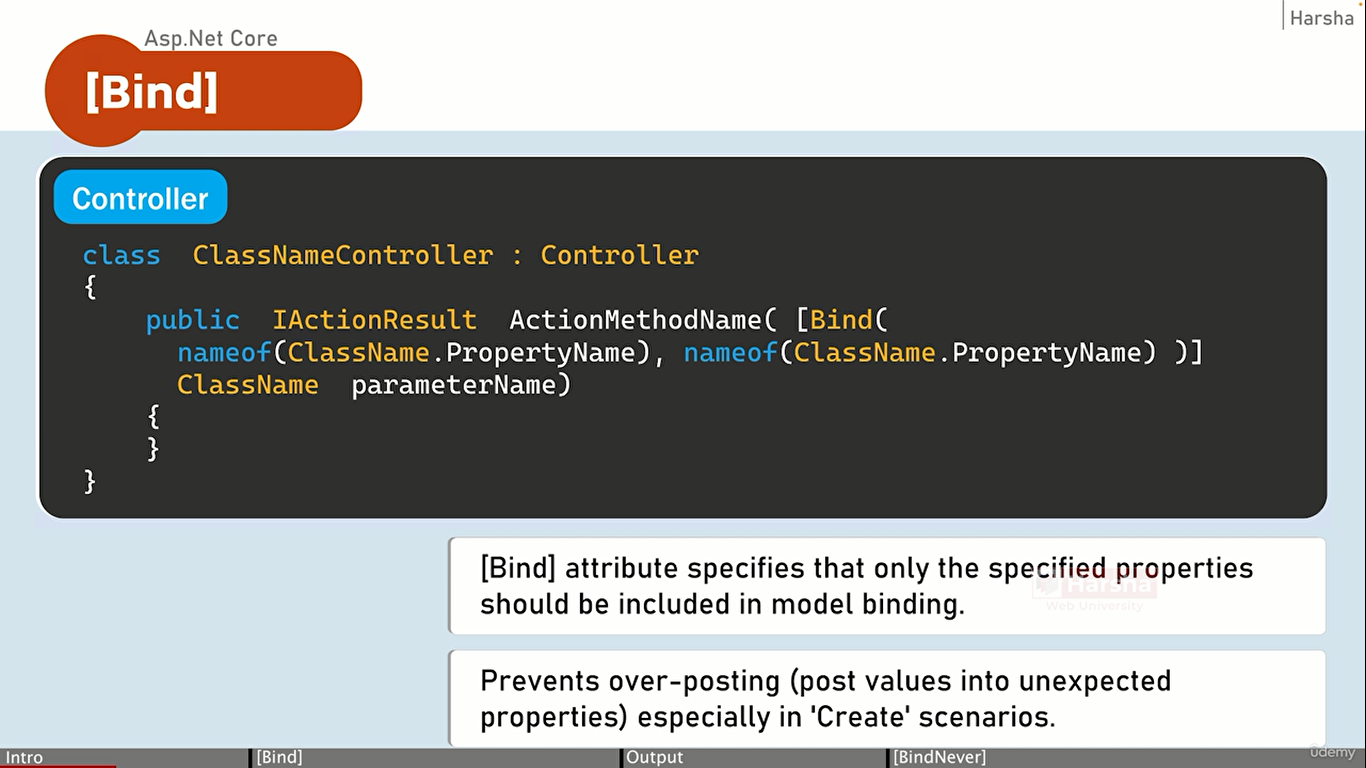 Harsha
Asp.Net Core
[Bind]
Controller
class ClassNameController : Controller
{
public IActionResult ActionMethodName( [Bind(
nameof(ClassName.PropertyName), nameof(ClassName.PropertyName) )]
ClassName parameterName)
{
}
}
[Bind] attribute specifies that only the specified properties
should be included in model binding.
Harsha
Web University
Prevents over-posting (post values into unexpected
properties) especially in 'Create' scenarios.
Intro
[Bind]
Output
[BindNever]
ûdemy